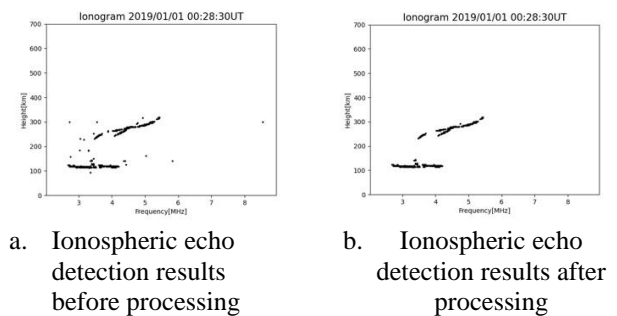 Ionogram 2019/01/01 00:28:30UT
700
600
500
400
300
200
100
0
Height[km]
3 4 5 6 7 8
Frequency[MHz]
Ionogram 2019/01/01 00:28:30UT
700
600
500
400
300
200
100
0
Height[km]
3 4 5 6 7 8
Frequency[MHz]
a. Ionospheric echo
detection results
before processing
b. Ionospheric echo
detection results after
processing